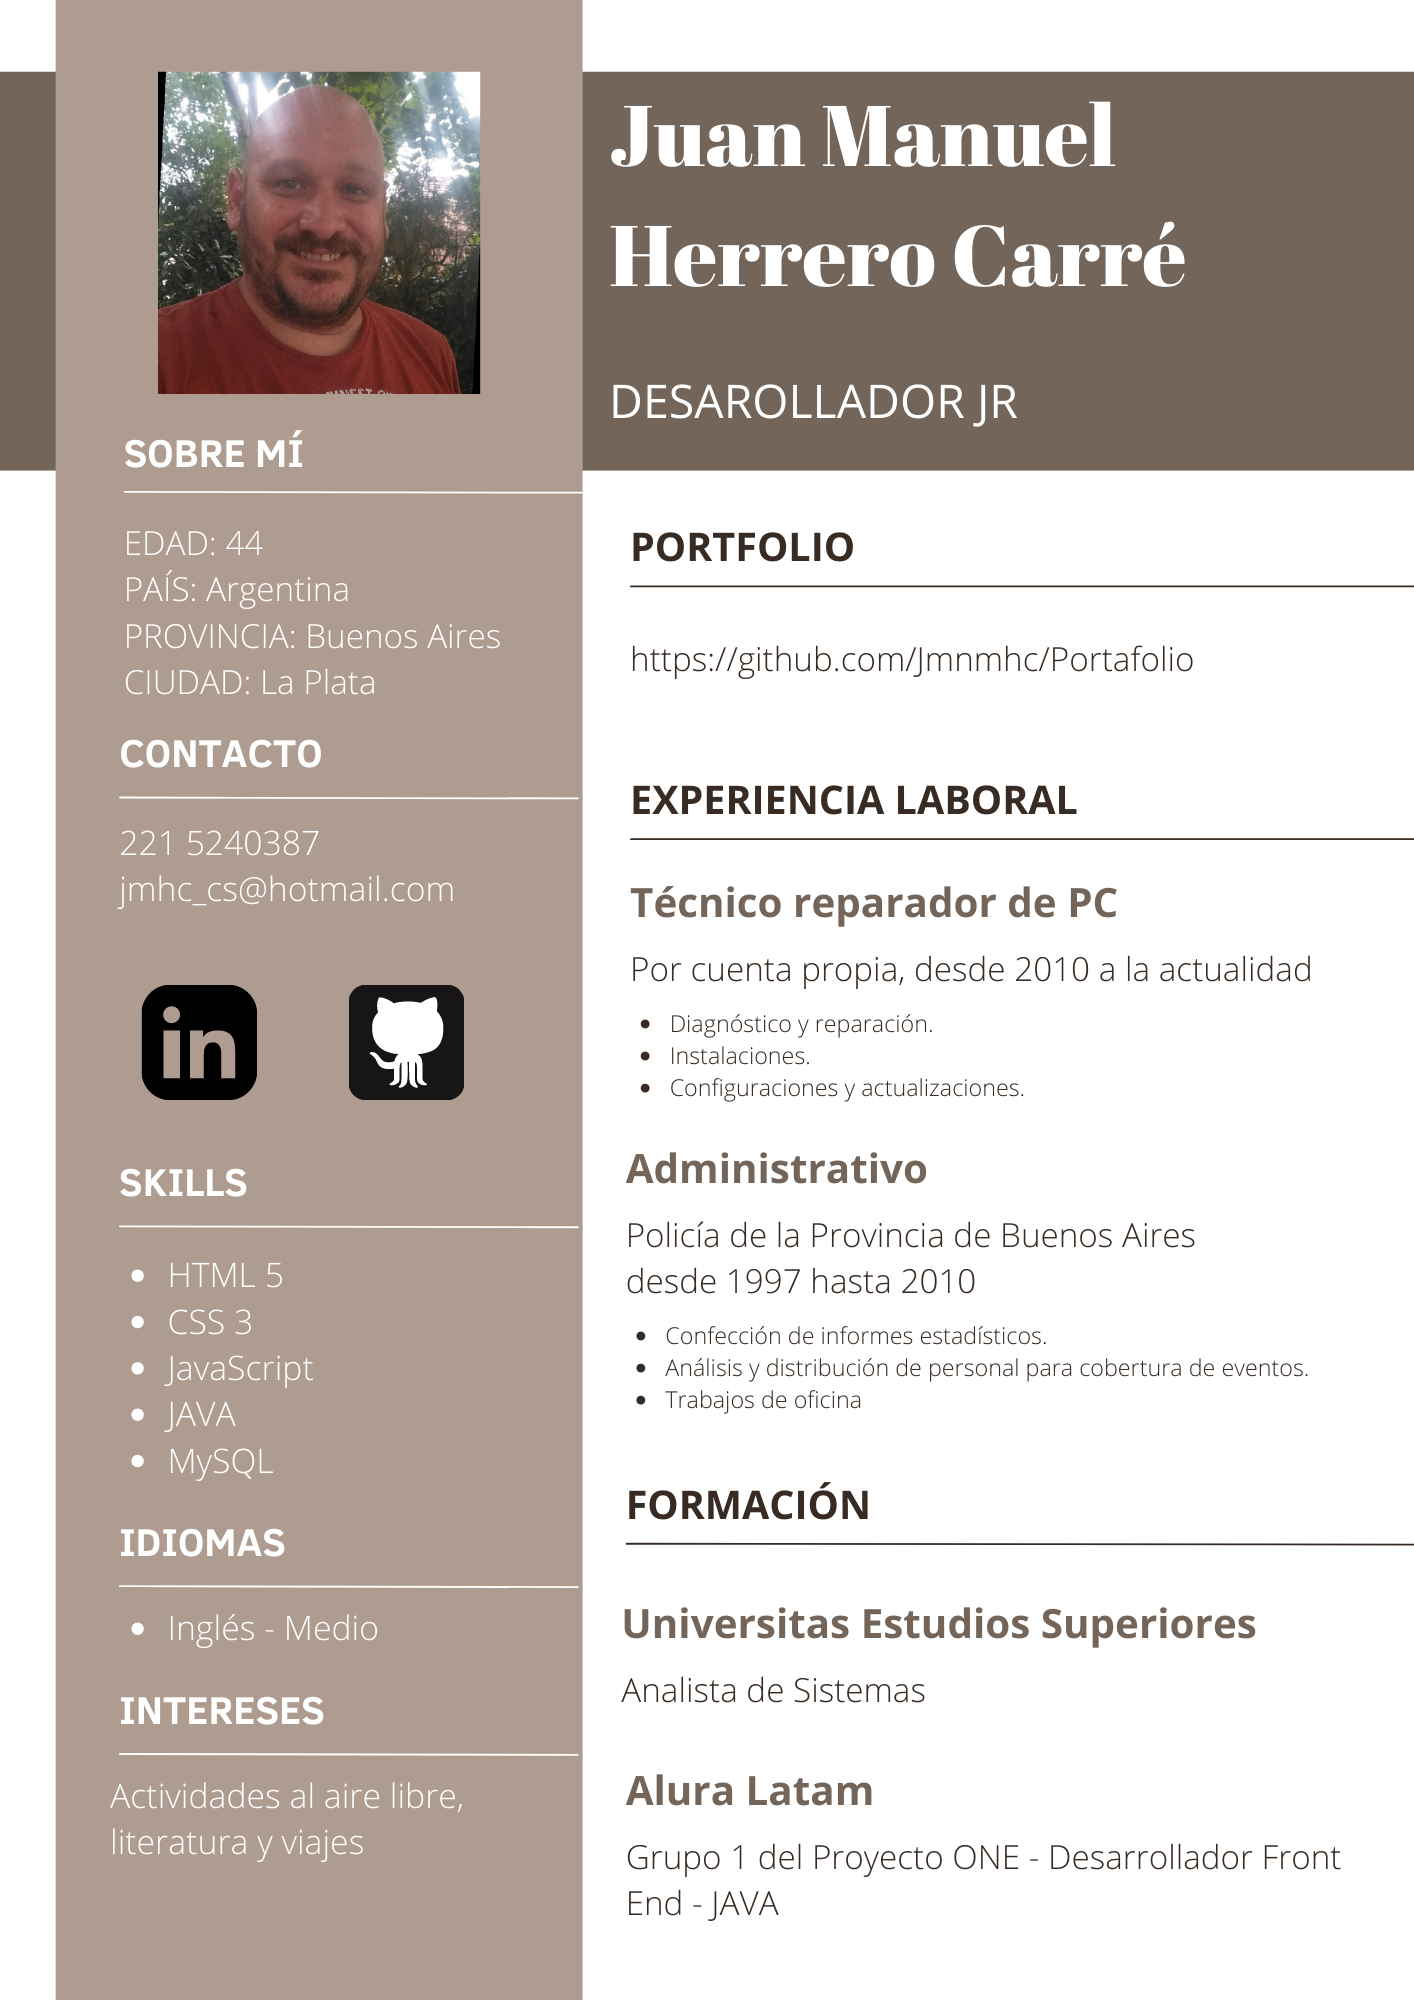 Juan Manuel
Herrero Carré
DESAROLLADOR JR
SOBRE MÍ
EDAD: 44
PAÍS: Argentina
PROVINCIA: Buenos Aires
CIUDAD: La Plata
CONTACTO
221 5240387
jmhc_cs@hotmail.com
in
SKILLS
HTML 5
CSS 3
JavaScript
JAVA
MySQL
IDIOMAS
Inglés - Medio
INTERESES
Actividades al aire libre,
literatura y viajes
PORTFOLIO
https://github.com/Jmnmhc/Portafolio
EXPERIENCIA LABORAL
Técnico reparador de PC
Por cuenta propia, desde 2010 a la actualidad
Diagnóstico y reparación.
Instalaciones.
Configuraciones y actualizaciones.
Administrativo
Policía de la Provincia de Buenos Aires
desde 1997 hasta 2010
Confección de informes estadísticos.
Análisis y distribución de personal para cobertura de eventos.
Trabajos de oficina
FORMACIÓN
Universitas Estudios Superiores
Analista de Sistemas
Alura Latam
Grupo 1 del Proyecto ONE - Desarrollador Front
End - JAVA